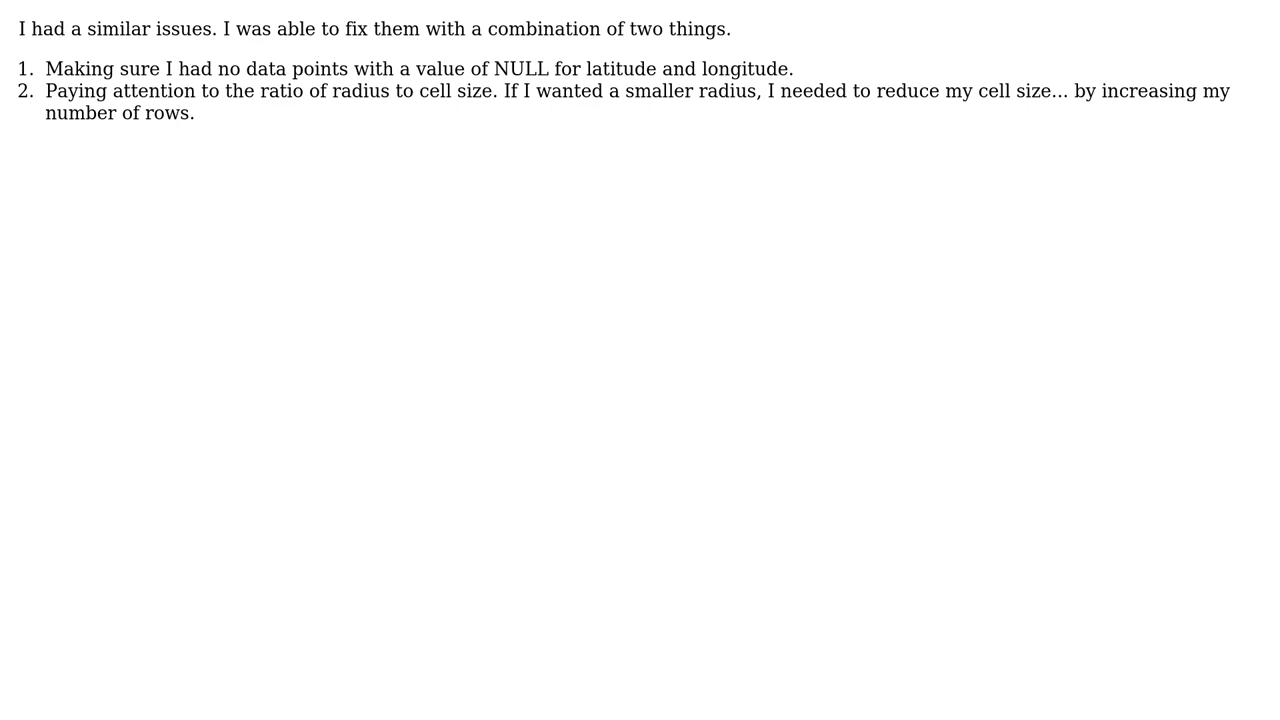 I had a similar issues. I was able to fix them with a combination of two things.
1. Making sure I had no data points with a value of NULL for latitude and longitude.
2. Paying attention to the ratio of radius to cell size. If I wanted a smaller radius, I needed to reduce my cell size... by increasing my
number of rows.